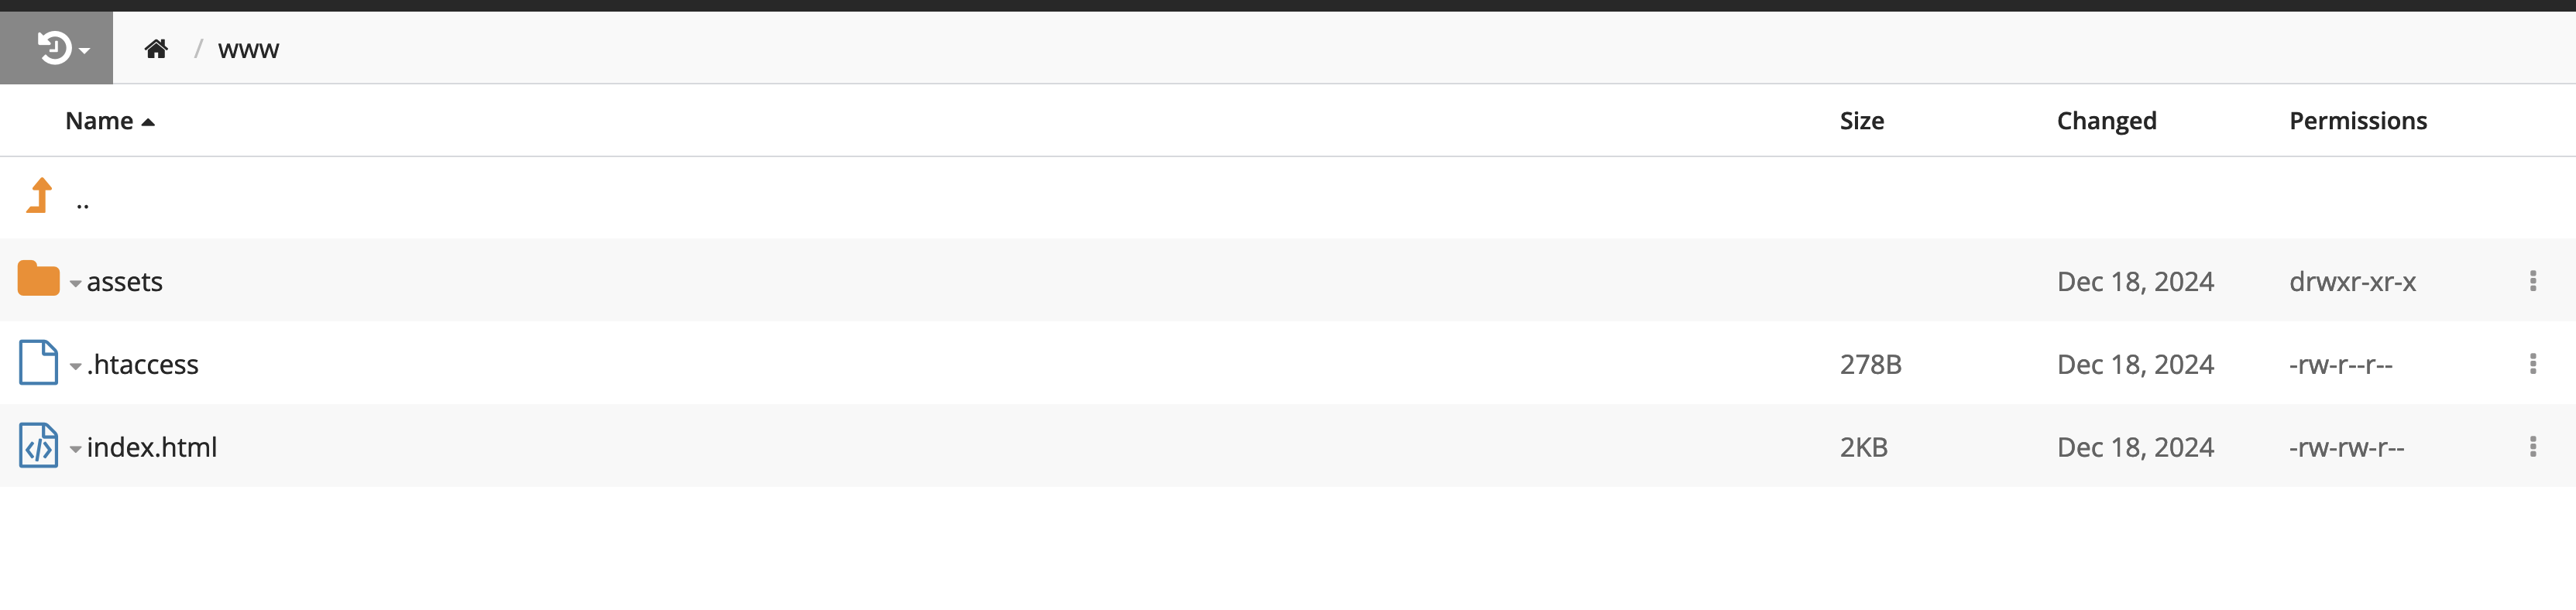 / www
Name Size Changed Permissions
..
assets Dec 18, 2024 drwxr-xr-x
.htaccess 278B Dec 18, 2024 -rw-r--r--
index.html 2KB Dec 18, 2024 -rw-rw-r--